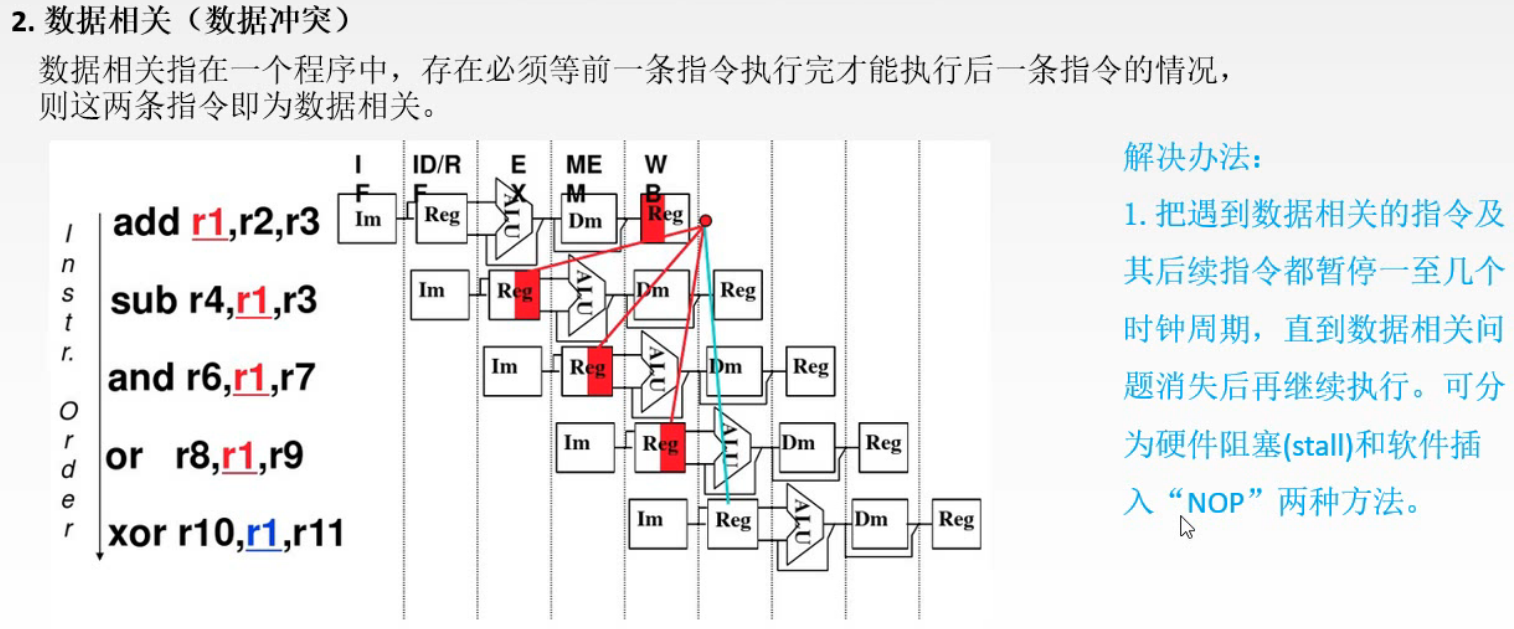 2. 数据相关（数据冲突）
数据相关指在一个程序中，存在必须等前一条指令执行完才能执行后一条指令的情况，
则这两条指令即为数据相关。
IF ID/RF EX MEM WB
Instr. Order
add r1,r2,r3
Im Reg ALU Dm Reg
sub r4,r1,r3
Im Reg ALU Dm Reg
and r6,r1,r7
Im Reg ALU Dm Reg
or r8,r1,r9
Im Reg ALU Dm Reg
xor r10,r1,r11
Im Reg ALU Dm Reg
解决办法：
1. 把遇到数据相关的指令及
其后续指令都暂停一至几个
时钟周期，直到数据相关问
题消失后再继续执行。可分
为硬件阻塞(stall)和软件插
入“NOP”两种方法。